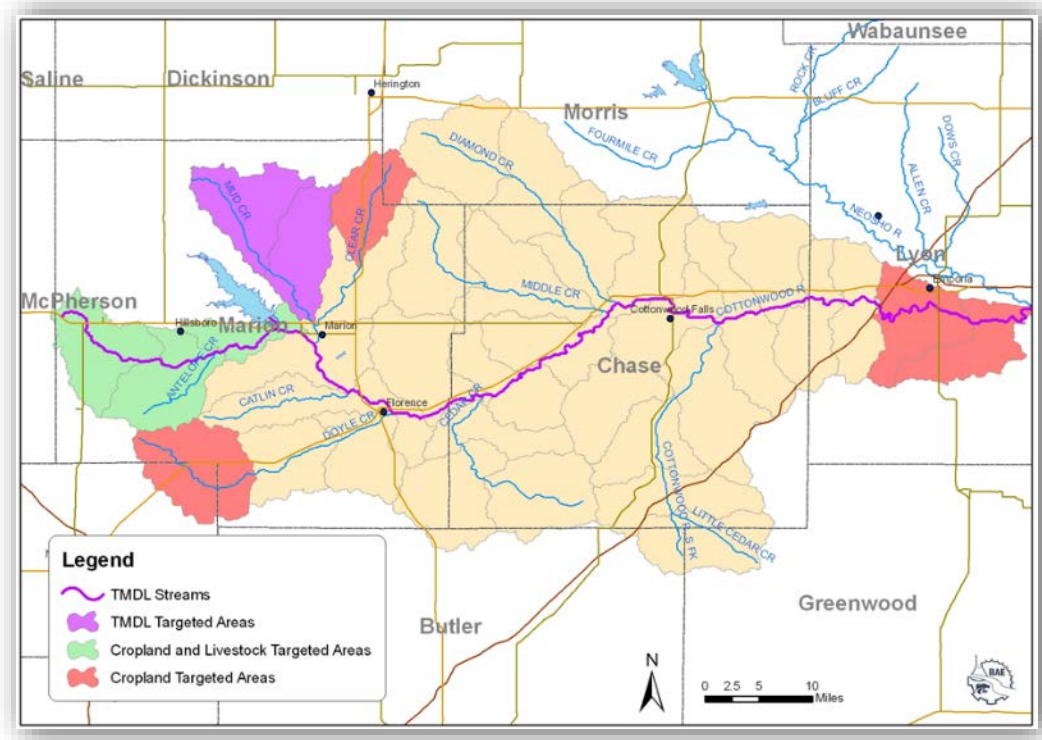 Wabaunsee
Saline
Dickinson
Herington
Morris
ROCK CR
BLUFF CR
FOURMILE CR
DOWS CR
ALLEN CR
DIAMOND CR
MUD CR
CLEAR CR
NEOSHO R
Lyon
Emporia
MIDDLE CR
COTTONWOOD R
McPherson
Hillsboro
Marion
Marion
Cottonwood Falls
Chase
ANTELOPE CR
CATLIN CR
Florence
CEDAR CR
DOYLE CR
COTTONWOOD R, S FK
LITTLE CEDAR CR
Legend
TMDL Streams
TMDL Targeted Areas
Cropland and Livestock Targeted Areas
Cropland Targeted Areas
Butler
Greenwood
N
0 2.5 5 10
Miles
BAE